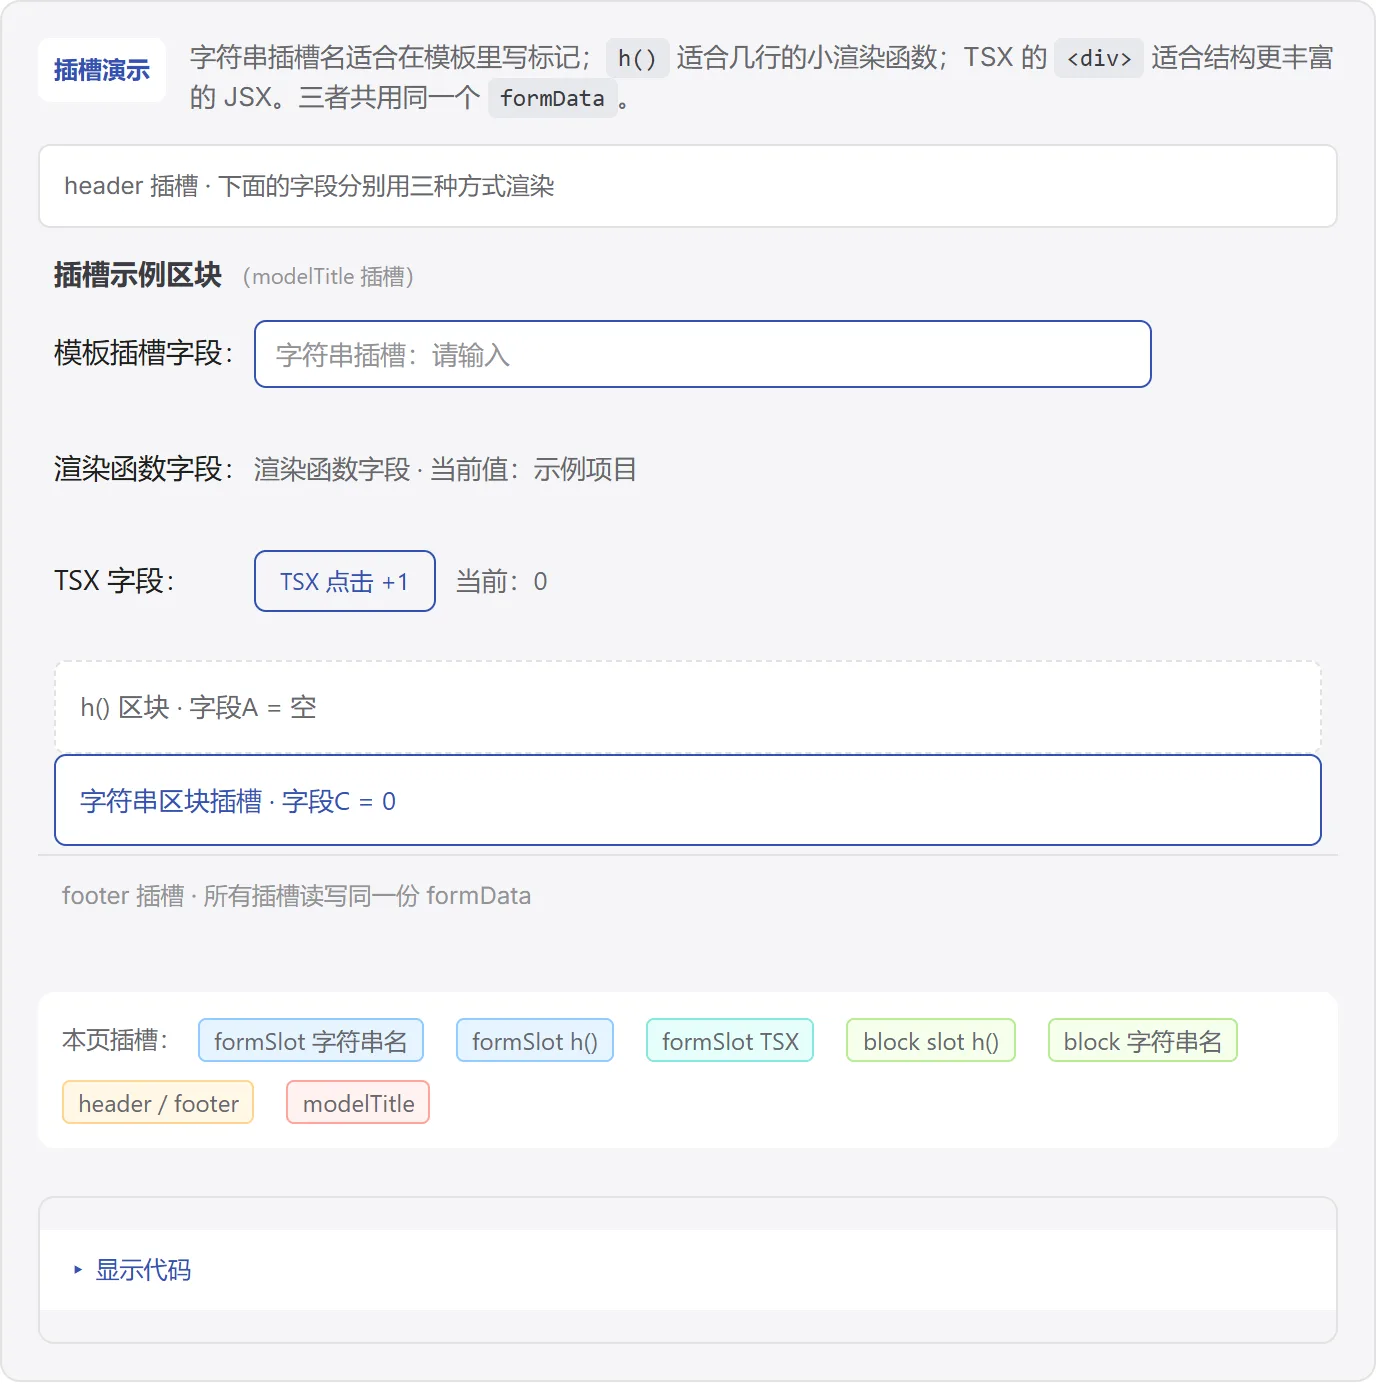 插槽演示
字符串插槽名适合在模板里写标记； h() 适合几行的小渲染函数；TSX 的 <div> 适合结构更丰富
的 JSX。三者共用同一个 formData 。
header 插槽 · 下面的字段分别用三种方式渲染
插槽示例区块 （modelTitle 插槽）
模板插槽字段： 字符串插槽：请输入
渲染函数字段： 渲染函数字段 · 当前值：示例项目
TSX 字段： TSX 点击 +1 当前：0
h() 区块 · 字段A = 空
字符串区块插槽 · 字段C = 0
footer 插槽 · 所有插槽读写同一份 formData
本页插槽： formSlot 字符串名 formSlot h() formSlot TSX block slot h() block 字符串名
header / footer modelTitle
显示代码